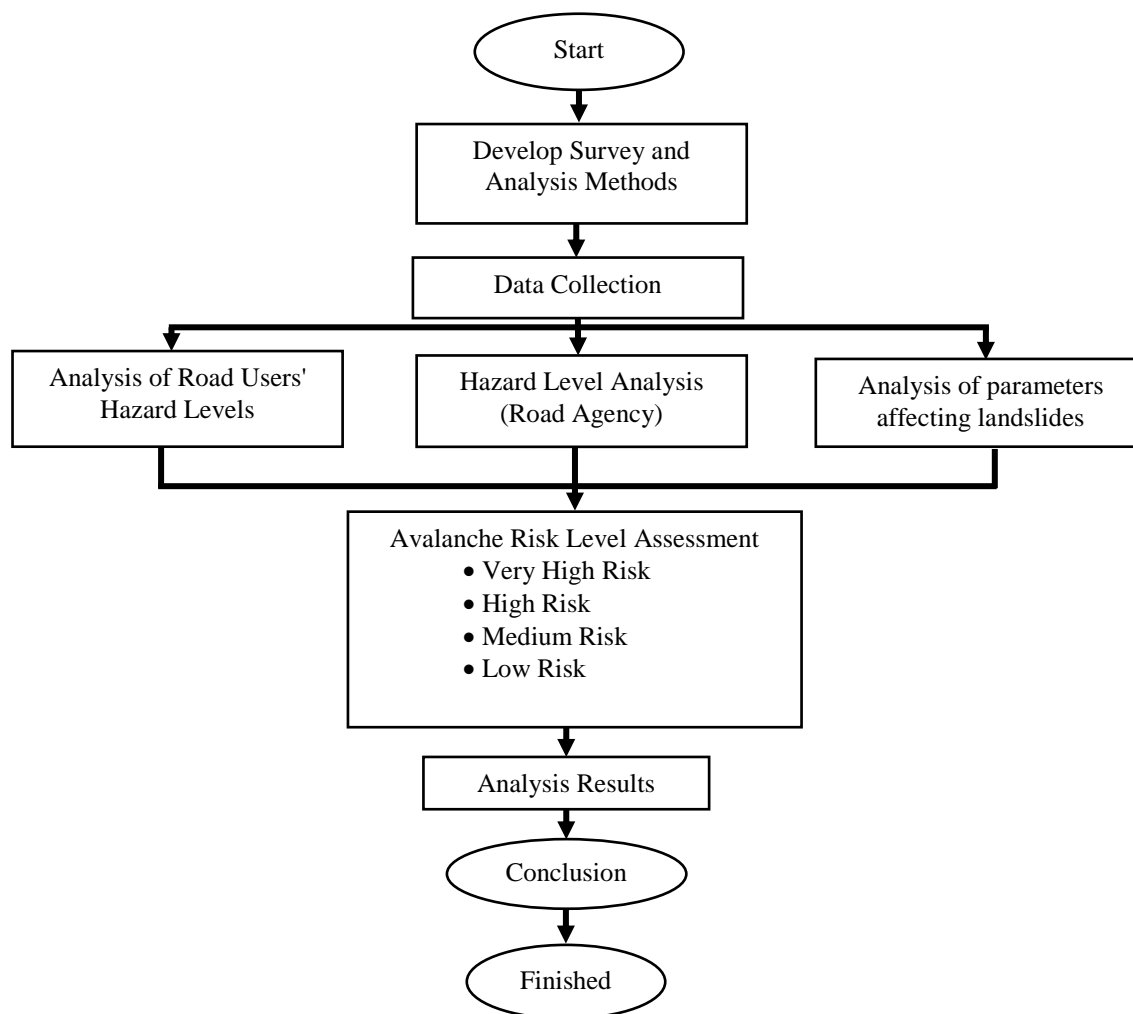 Start
Develop Survey and
Analysis Methods
Data Collection
Analysis of Road Users'
Hazard Levels
Hazard Level Analysis
(Road Agency)
Analysis of parameters
affecting landslides
Avalanche Risk Level Assessment
• Very High Risk
• High Risk
• Medium Risk
• Low Risk
Analysis Results
Conclusion
Finished